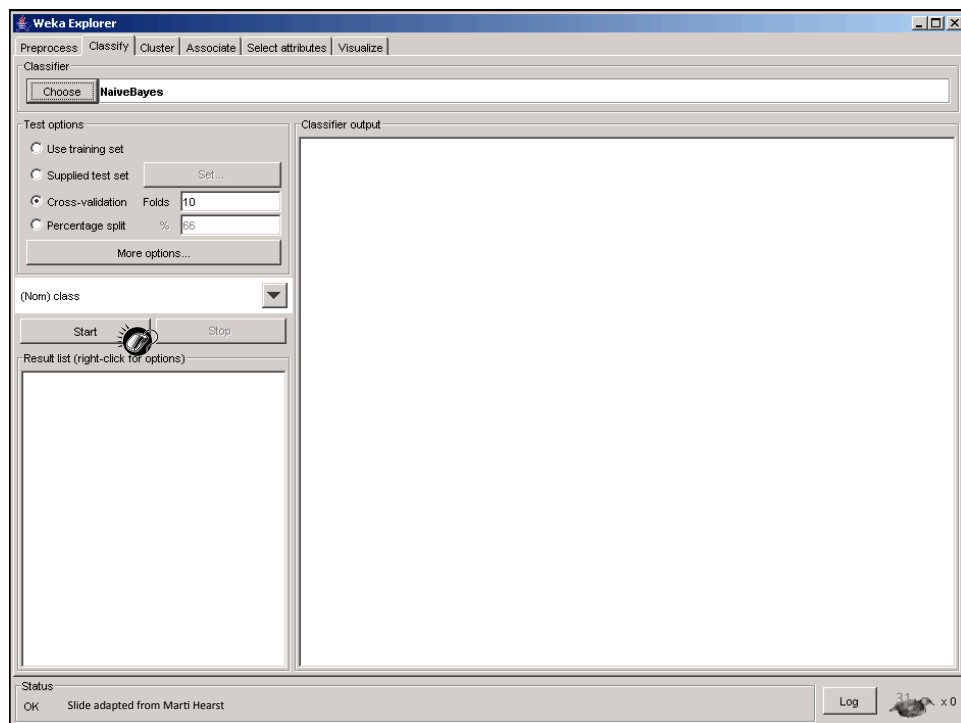 Weka Explorer
Preprocess Classify Cluster Associate Select attributes Visualize
Classifier
Choose NaiveBayes
Test options
Use training set
Supplied test set Set...
Cross-validation Folds 10
Percentage split % 66
More options...
(Nom) class
Start Stop
Result list (right-click for options)
Classifier output
Status
OK Slide adapted from Marti Hearst
Log
31
x 0